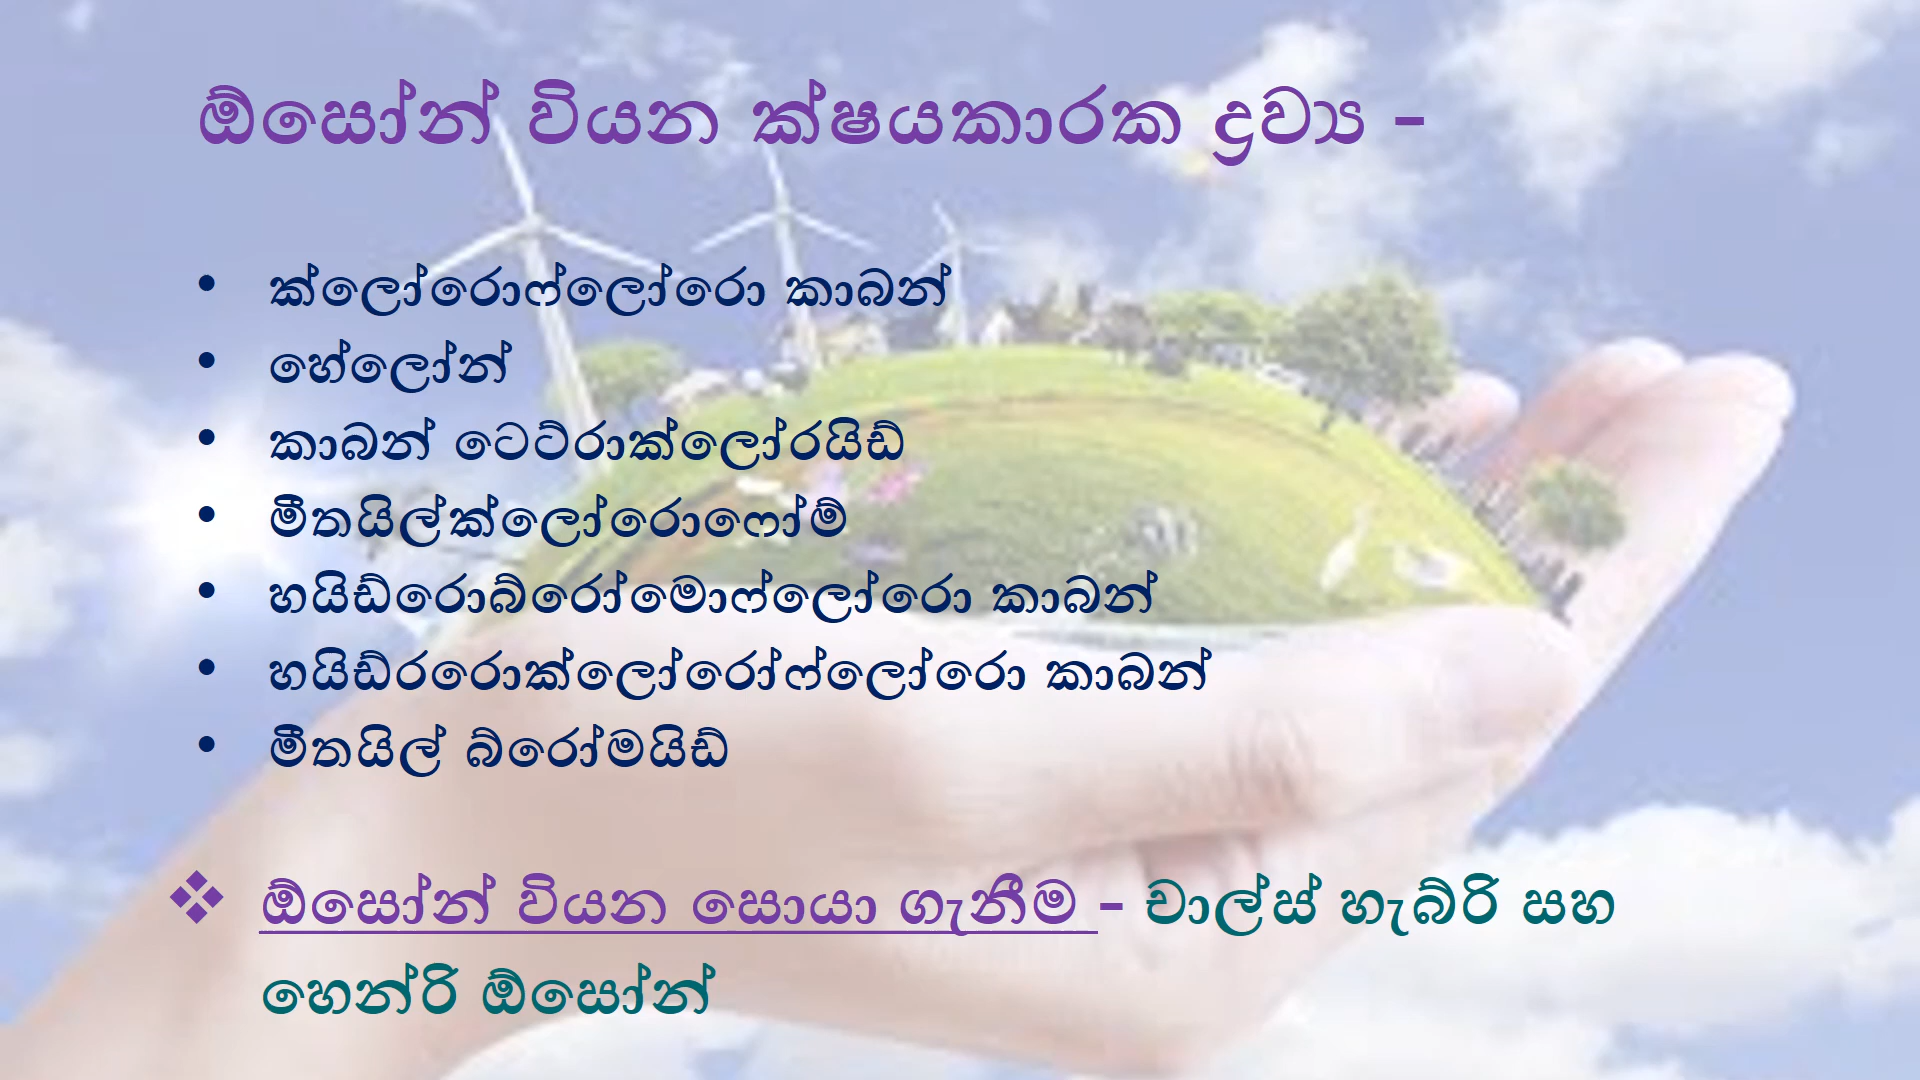 ඕසෝන් වියන ක්ෂයකාරක ද්‍රව්‍ය -
• ක්ලෝරොෆ්ලෝරො කාබන්
• හේලෝන්
• කාබන් ටෙට්රාක්ලෝරයිඩ්
• මීතයිල්ක්ලෝරොෆෝම්
• හයිඩ්රොබ්රෝමොෆ්ලෝරො කාබන්
• හයිඩ්රරොක්ලෝරෝෆ්ලෝරො කාබන්
• මීතයිල් බ්රෝමයිඩ්
❖ ඕසෝන් වියන සොයා ගැනීම - චාල්ස් හැබ්රි සහ
හෙන්රි ඕසෝන්